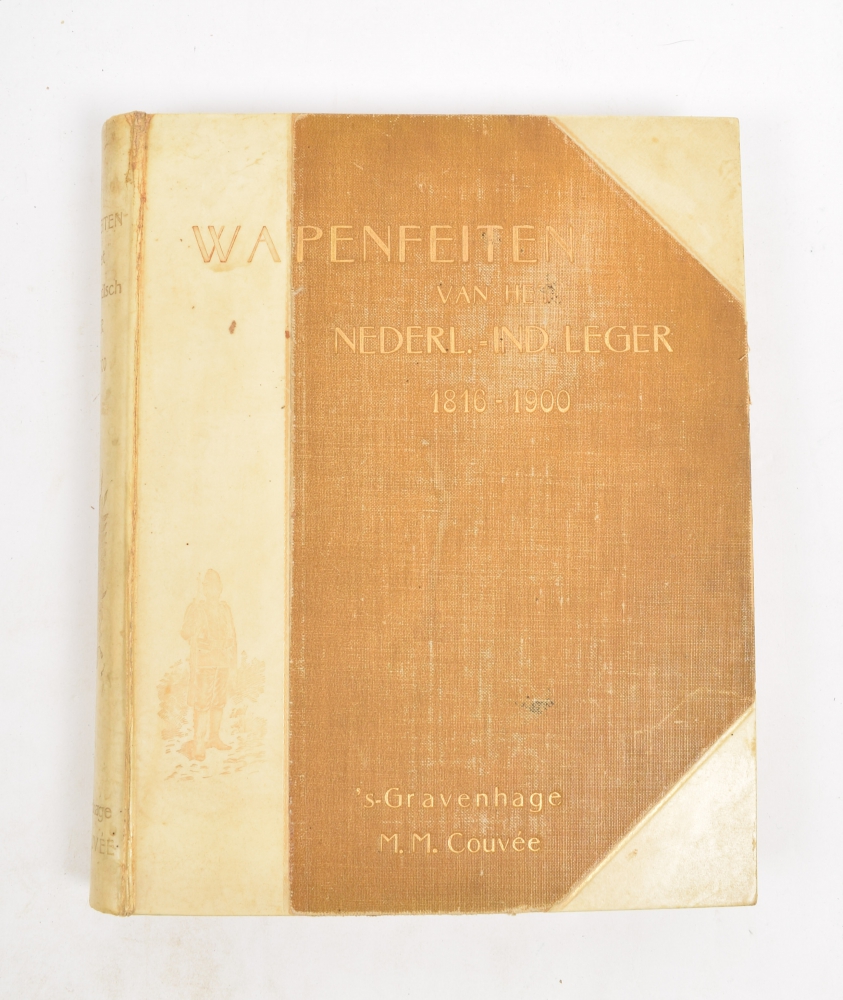 WAPENFEITEN
VAN HET
NEDERL.-IND. LEGER
1816-1900
's-Gravenhage
M. M. Couvée